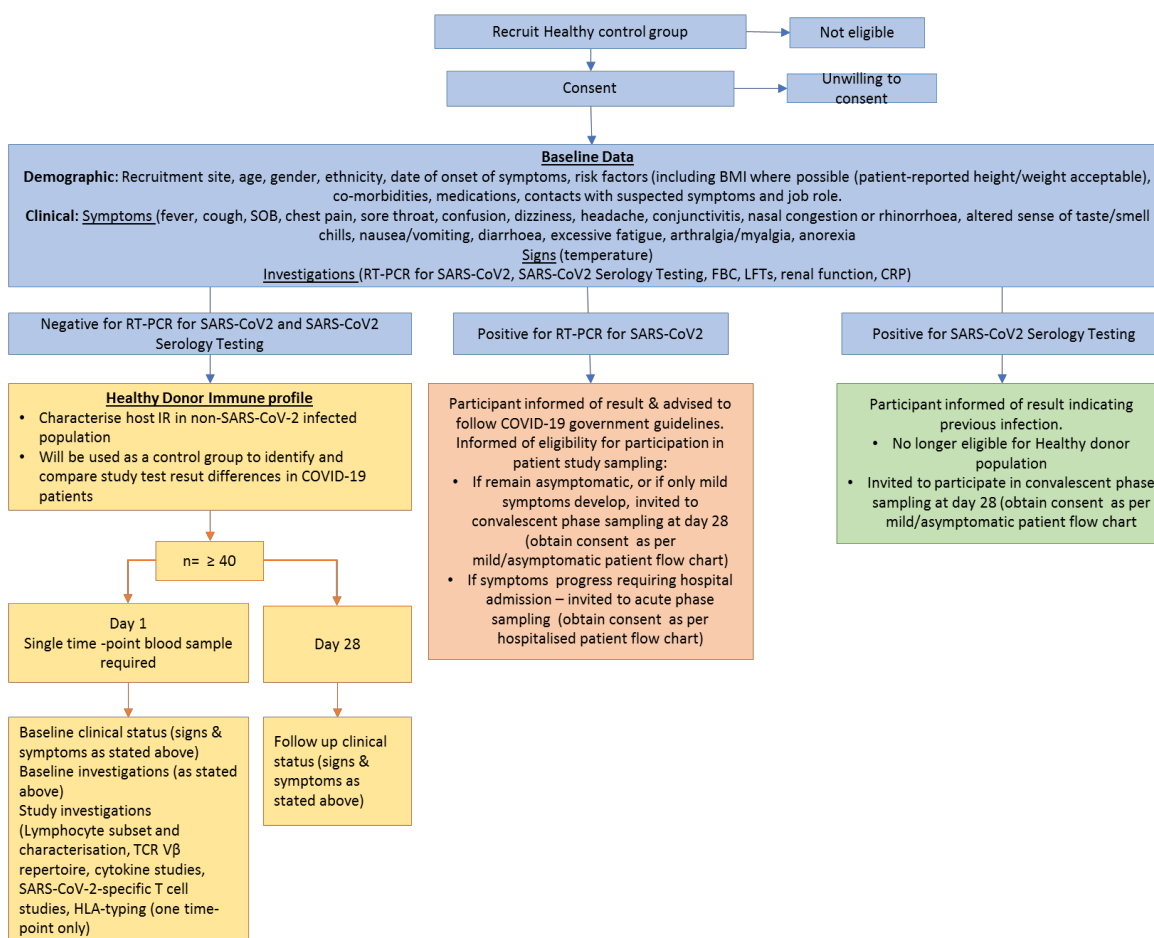 Recruit Healthy control group
Not eligible
Consent
Unwilling to
consent
Baseline Data
Demographic: Recruitment site, age, gender, ethnicity, date of onset of symptoms, risk factors (including BMI where possible (patient-reported height/weight acceptable),
co-morbidities, medications, contacts with suspected symptoms and job role.
Clinical: Symptoms (fever, cough, SOB, chest pain, sore throat, confusion, dizziness, headache, conjunctivitis, nasal congestion or rhinorrhoea, altered sense of taste/smell
chills, nausea/vomiting, diarrhoea, excessive fatigue, arthralgia/myalgia, anorexia
Signs (temperature)
Investigations (RT-PCR for SARS-CoV2, SARS-CoV2 Serology Testing, FBC, LFTs, renal function, CRP)
Negative for RT-PCR for SARS-CoV2 and SARS-CoV2
Serology Testing
Positive for RT-PCR for SARS-CoV2
Positive for SARS-CoV2 Serology Testing
Healthy Donor Immune profile
• Characterise host IR in non-SARS-CoV-2 infected
population
• Will be used as a control group to identify and
compare study test resut differences in COVID-19
patients
n= ≥ 40
Day 1
Single time -point blood sample
required
Day 28
Baseline clinical status (signs &
symptoms as stated above)
Baseline investigations (as stated
above)
Study investigations
(Lymphocyte subset and
characterisation, TCR Vβ
repertoire, cytokine studies,
SARS-CoV-2-specific T cell
studies, HLA-typing (one time-
point only)
Follow up clinical
status (signs &
symptoms as
stated above)
Participant informed of result & advised to
follow COVID-19 government guidelines.
Informed of eligibility for participation in
patient study sampling:
• If remain asymptomatic, or if only mild
symptoms develop, invited to
convalescent phase sampling at day 28
(obtain consent as per
mild/asymptomatic patient flow chart)
• If symptoms progress requiring hospital
admission – invited to acute phase
sampling (obtain consent as per
hospitalised patient flow chart)
Participant informed of result indicating
previous infection.
• No longer eligible for Healthy donor
population
• Invited to participate in convalescent phase
sampling at day 28 (obtain consent as per
mild/asymptomatic patient flow chart